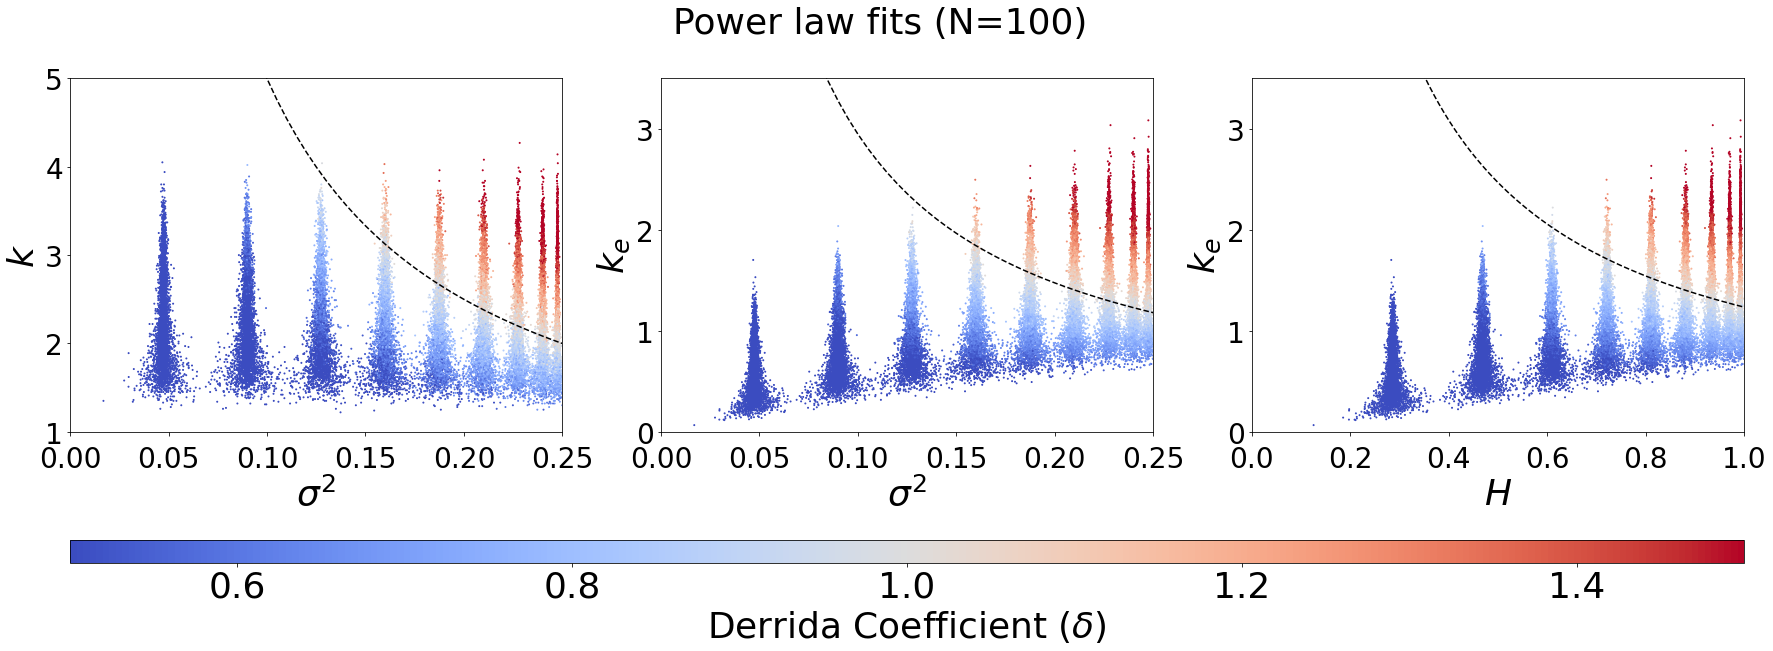 Power law fits (N=100)
5
4
3
2
1
k
0.00 0.05 0.10 0.15 0.20 0.25
σ²
3
2
1
0
kₑ
0.00 0.05 0.10 0.15 0.20 0.25
σ²
3
2
1
0
kₑ
0.0 0.2 0.4 0.6 0.8 1.0
H
0.6 0.8 1.0 1.2 1.4
Derrida Coefficient (δ)